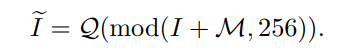 Ĩ = 𝒬(mod(I + ℳ, 256)).